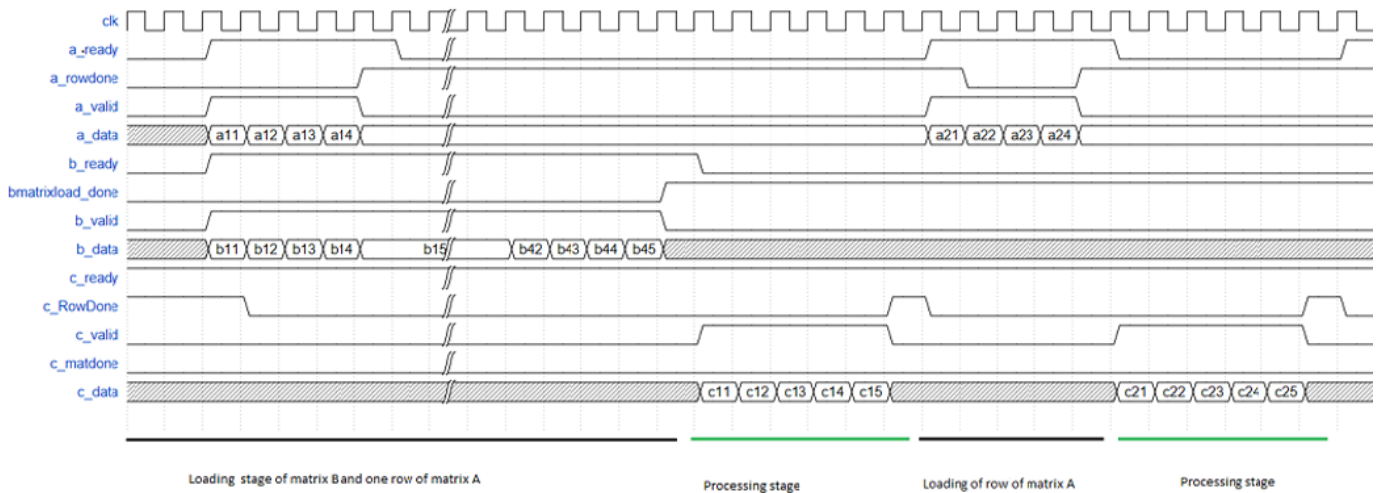 clk
a_ready
a_rowdone
a_valid
a_data a11 a12 a13 a14 a21 a22 a23 a24
b_ready
bmatrixload_done
b_valid
b_data b11 b12 b13 b14 b15 b42 b43 b44 b45
c_ready
c_RowDone
c_valid
c_matdone
c_data c11 c12 c13 c14 c15 c21 c22 c23 c24 c25
Loading stage of matrix B and one row of matrix A Processing stage Loading of row of matrix A Processing stage